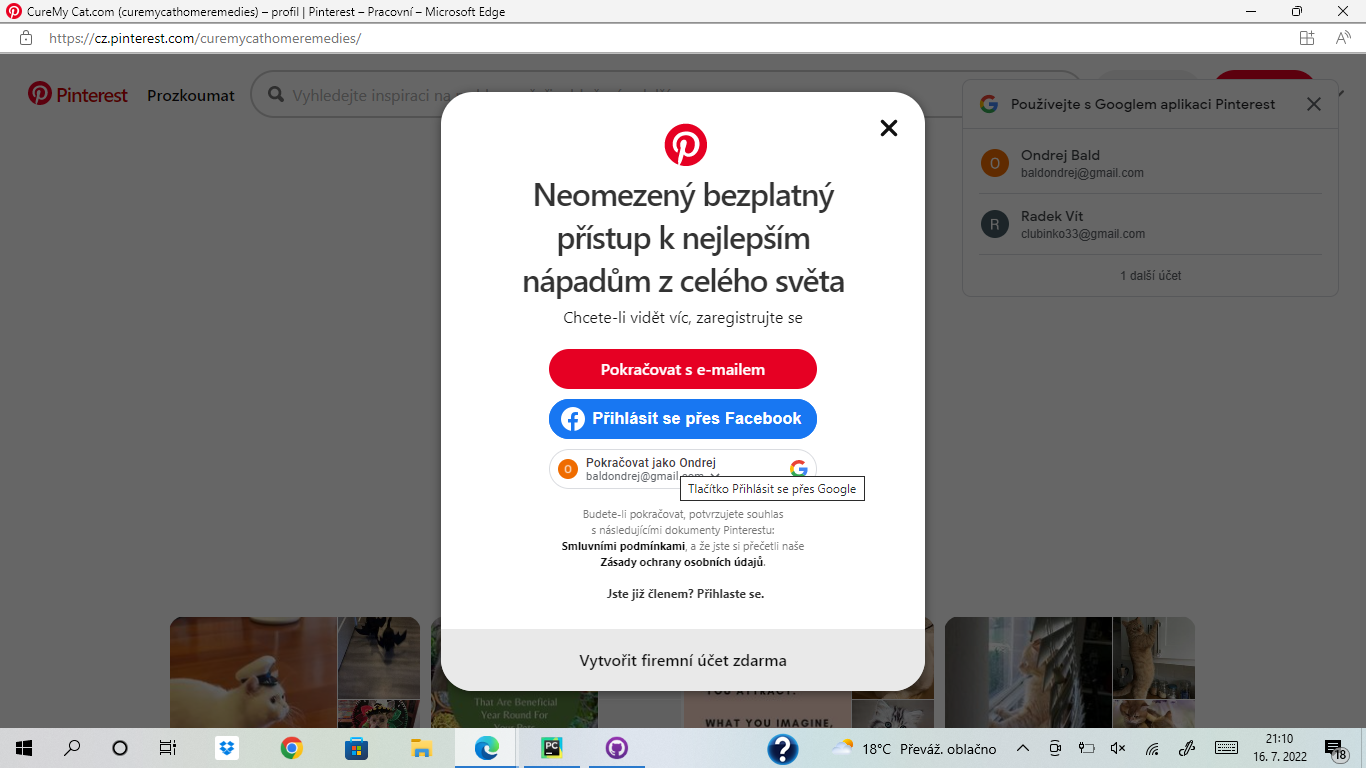 CureMy Cat.com (curemycathomeremedies) – profil | Pinterest – Pracovní – Microsoft Edge
https://cz.pinterest.com/curemycathomeremedies/
Pinterest
Prozkoumat
Vyhledejte inspiraci na
Používejte s Googlem aplikaci Pinterest
O
Ondrej Bald
baldondrej@gmail.com
R
Radek Vít
clubinko33@gmail.com
1 další účet
Neomezený bezplatný
přístup k nejlepším
nápadům z celého světa
Chcete-li vidět víc, zaregistrujte se
Pokračovat s e-mailem
Přihlásit se přes Facebook
O
Pokračovat jako Ondrej
baldondrej@gmail.com
Tlačítko Přihlásit se přes Google
Budete-li pokračovat, potvrzujete souhlas
s následujícími dokumenty Pinterestu:
Smluvními podmínkami, a že jste si přečetli naše
Zásady ochrany osobních údajů.
Jste již členem? Přihlaste se.
Vytvořit firemní účet zdarma
That Are Beneficial
Year Round For
Your Pets
YOU ATTRACT.
WHAT YOU IMAGINE,
PC
?
18°C Převáž. oblačno
21:10
16. 7. 2022
18